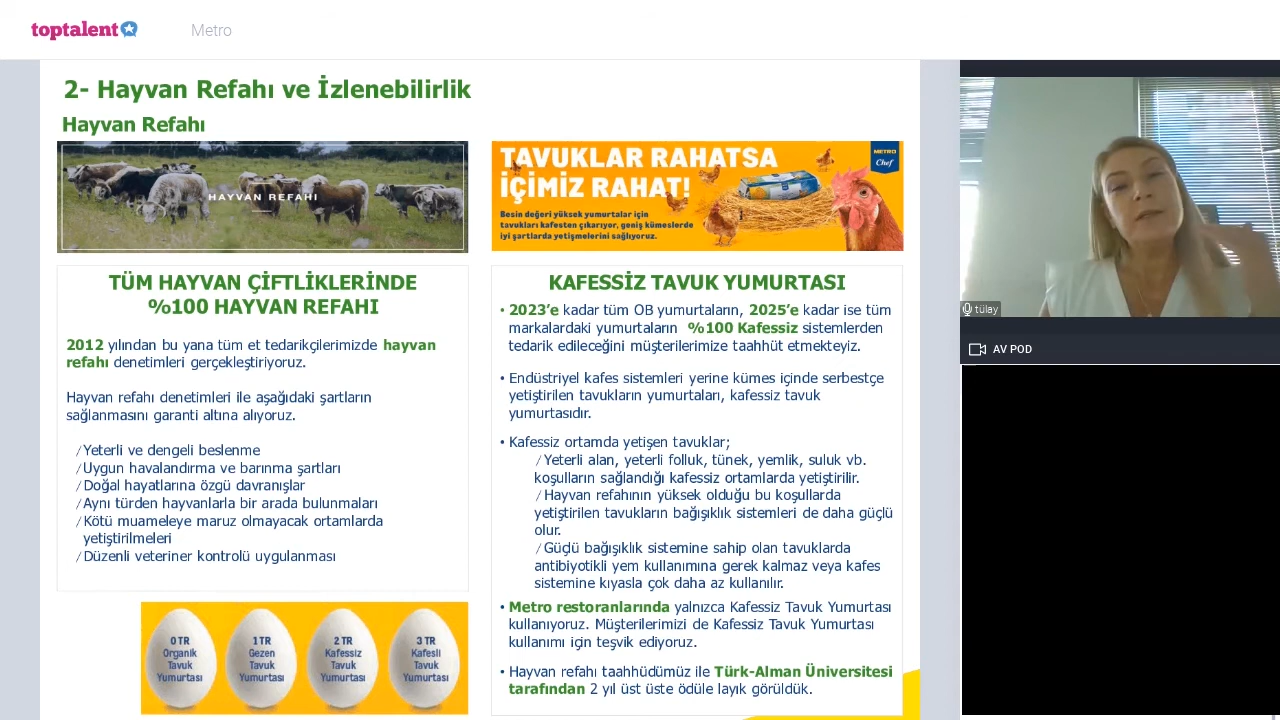 toptalent
Metro
2- Hayvan Refahı ve İzlenebilirlik
Hayvan Refahı
HAYVAN REFAHI
TÜM HAYVAN ÇİFTLİKLERİNDE
%100 HAYVAN REFAHI
2012 yılından bu yana tüm et tedarikçilerimizde hayvan
refahı denetimleri gerçekleştiriyoruz.
Hayvan refahı denetimleri ile aşağıdaki şartların
sağlanmasını garanti altına alıyoruz.
/Yeterli ve dengeli beslenme
/Uygun havalandırma ve barınma şartları
/Doğal hayatlarına özgü davranışlar
/Aynı türden hayvanlarla bir arada bulunmaları
/Kötü muameleye maruz olmayacak ortamlarda
yetiştirilmeleri
/Düzenli veteriner kontrolü uygulanması
0 TR
Organik
Tavuk
Yumurtası
1 TR
Gezen
Tavuk
Yumurtası
2 TR
Kafessiz
Tavuk
Yumurtası
3 TR
Kafesli
Tavuk
Yumurtası
TAVUKLAR RAHATSA
İÇİMİZ RAHAT!
Besin değeri yüksek yumurtalar için
tavukları kafesten çıkarıyor, geniş kümeslerde
iyi şartlarda yetişmelerini sağlıyoruz.
METRO
Chef
KAFESSİZ TAVUK YUMURTASI
• 2023’e kadar tüm OB yumurtaların, 2025’e kadar ise tüm
markalardaki yumurtaların %100 Kafessiz sistemlerden
tedarik edileceğini müşterilerimize taahhüt etmekteyiz.
• Endüstriyel kafes sistemleri yerine kümes içinde serbestçe
yetiştirilen tavukların yumurtaları, kafessiz tavuk
yumurtasıdır.
• Kafessiz ortamda yetişen tavuklar;
/Yeterli alan, yeterli folluk, tünek, yemlik, suluk vb.
koşulların sağlandığı kafessiz ortamlarda yetiştirilir.
/Hayvan refahının yüksek olduğu bu koşullarda
yetiştirilen tavukların bağışıklık sistemleri de daha güçlü
olur.
/Güçlü bağışıklık sistemine sahip olan tavuklarda
antibiyotikli yem kullanımına gerek kalmaz veya kafes
sistemine kıyasla çok daha az kullanılır.
• Metro restoranlarında yalnızca Kafessiz Tavuk Yumurtası
kullanıyoruz. Müşterilerimizi de Kafessiz Tavuk Yumurtası
kullanımı için teşvik ediyoruz.
• Hayvan refahı taahhüdümüz ile Türk-Alman Üniversitesi
tarafından 2 yıl üst üste ödüle layık görüldük.
tülay
AV POD